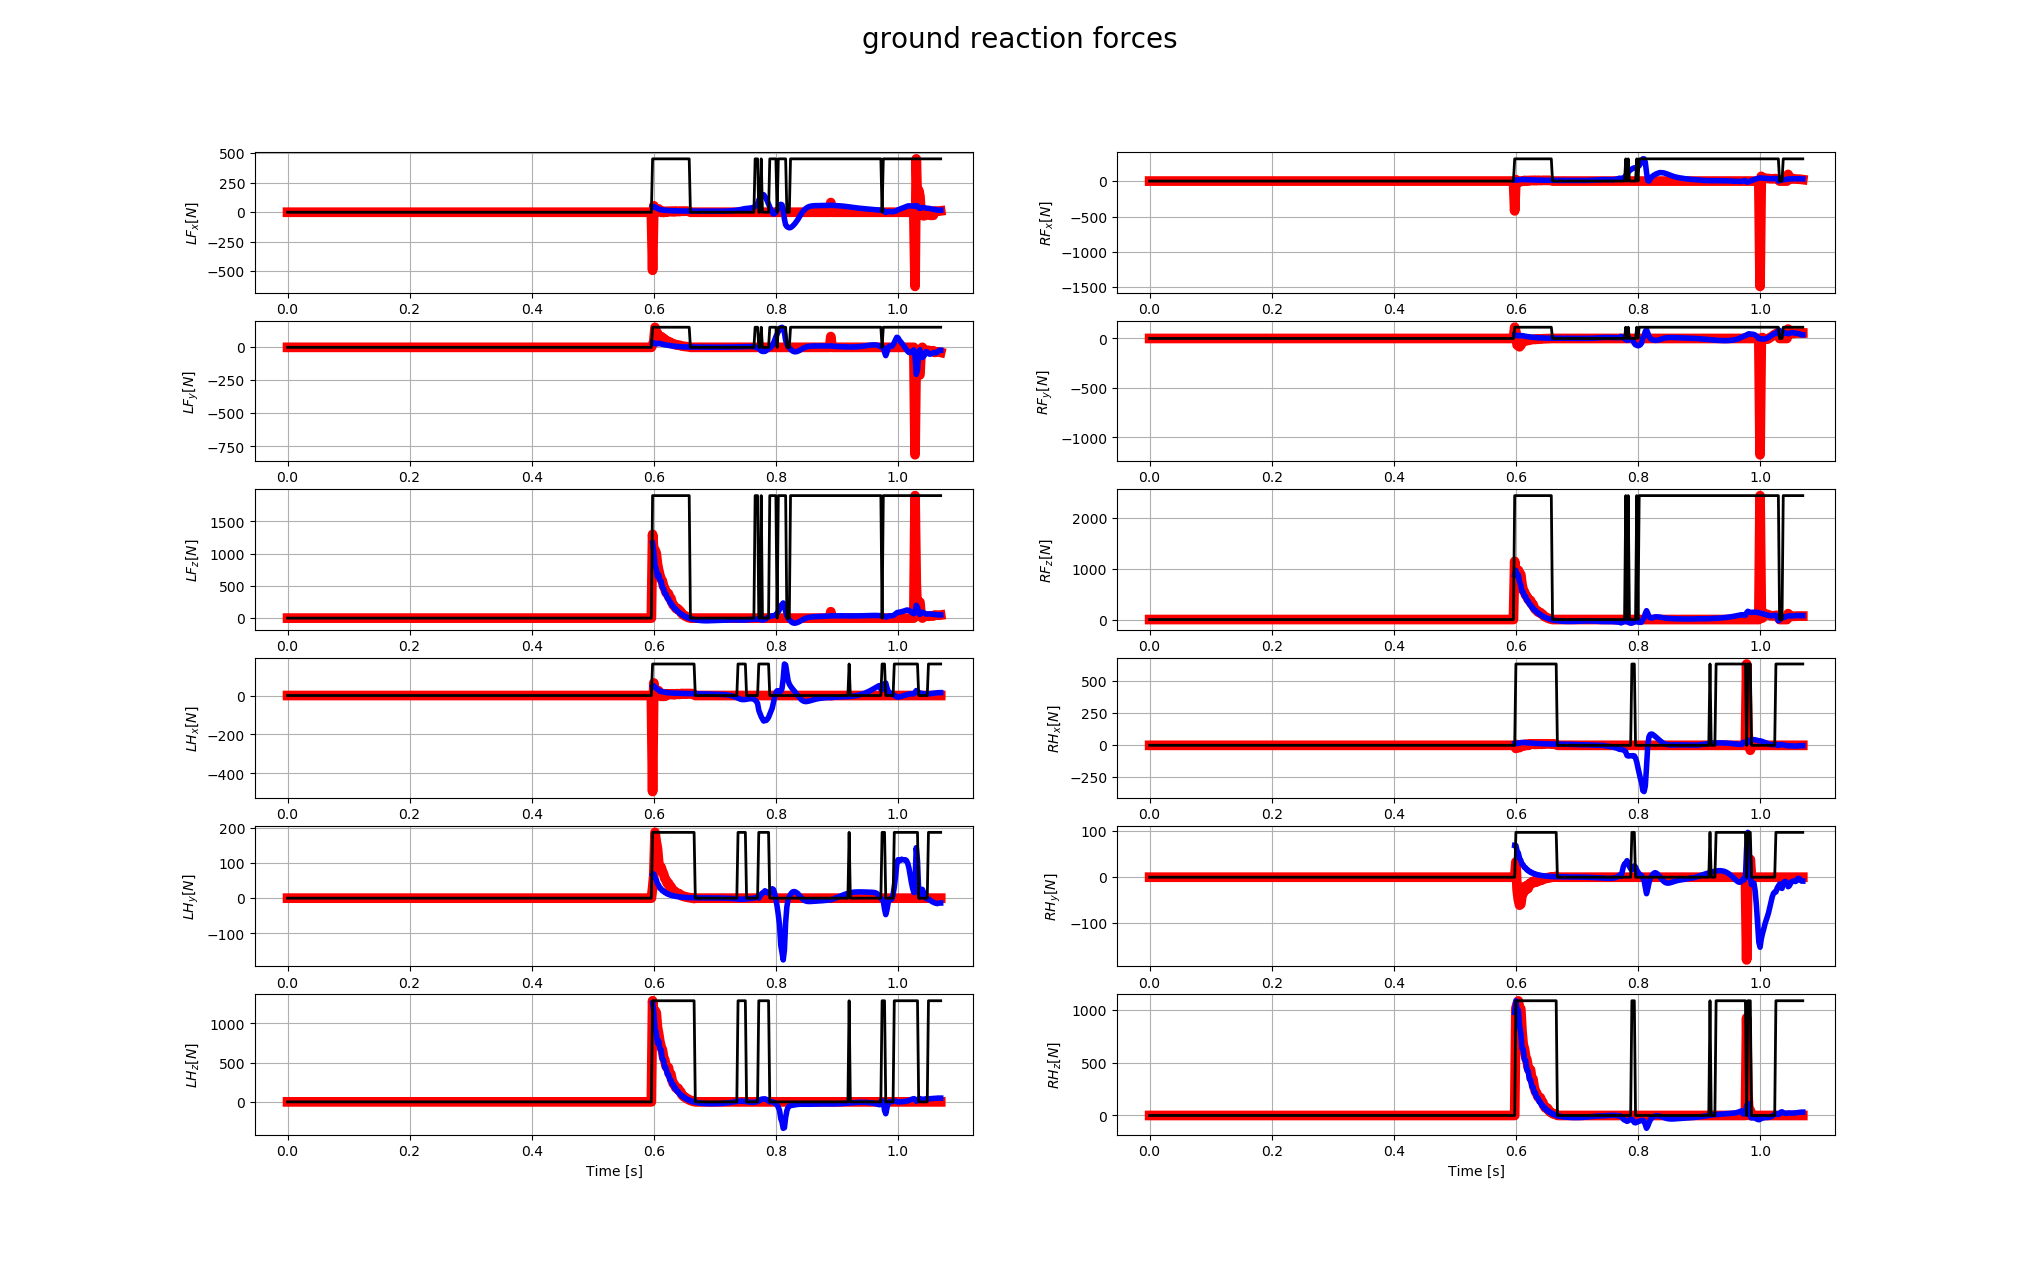 ground reaction forces
LF_x[N]
500
250
0
−250
−500
0.0 0.2 0.4 0.6 0.8 1.0
RF_x[N]
0
−500
−1000
−1500
0.0 0.2 0.4 0.6 0.8 1.0
LF_y[N]
0
−250
−500
−750
0.0 0.2 0.4 0.6 0.8 1.0
RF_y[N]
0
−500
−1000
0.0 0.2 0.4 0.6 0.8 1.0
LF_z[N]
1500
1000
500
0
0.0 0.2 0.4 0.6 0.8 1.0
RF_z[N]
2000
1000
0
0.0 0.2 0.4 0.6 0.8 1.0
LH_x[N]
0
−200
−400
0.0 0.2 0.4 0.6 0.8 1.0
RH_x[N]
500
250
0
−250
0.0 0.2 0.4 0.6 0.8 1.0
LH_y[N]
200
100
0
−100
0.0 0.2 0.4 0.6 0.8 1.0
RH_y[N]
100
0
−100
0.0 0.2 0.4 0.6 0.8 1.0
LH_z[N]
1000
500
0
0.0 0.2 0.4 0.6 0.8 1.0
Time [s]
RH_z[N]
1000
500
0
0.0 0.2 0.4 0.6 0.8 1.0
Time [s]